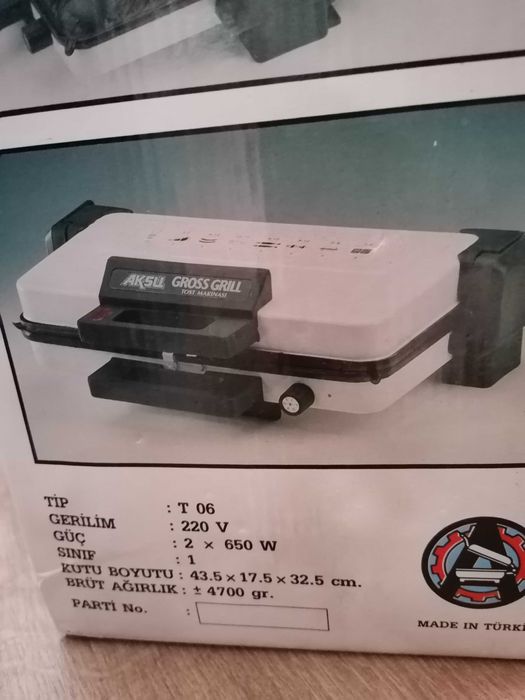 AKSU GROSS GRILL
TOST MAKİNASI
TİP : T 06
GERİLİM : 220 V
GÜÇ : 2 × 650 W
SINIF : 1
KUTU BOYUTU : 43.5 × 17.5 × 32.5 cm.
BRÜT AĞIRLIK : ± 4700 gr.
PARTİ No. :
MADE IN TÜRKİ